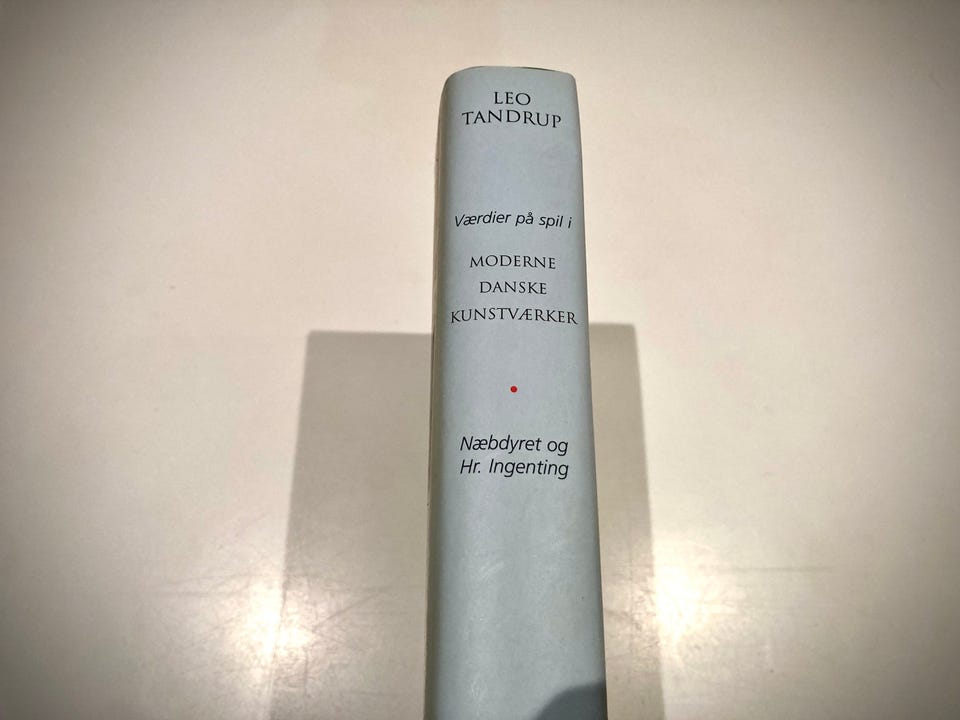 LEO
TANDRUP
Værdier på spil i
MODERNE
DANSKE
KUNSTVÆRKER
Næbdyret og
Hr. Ingenting